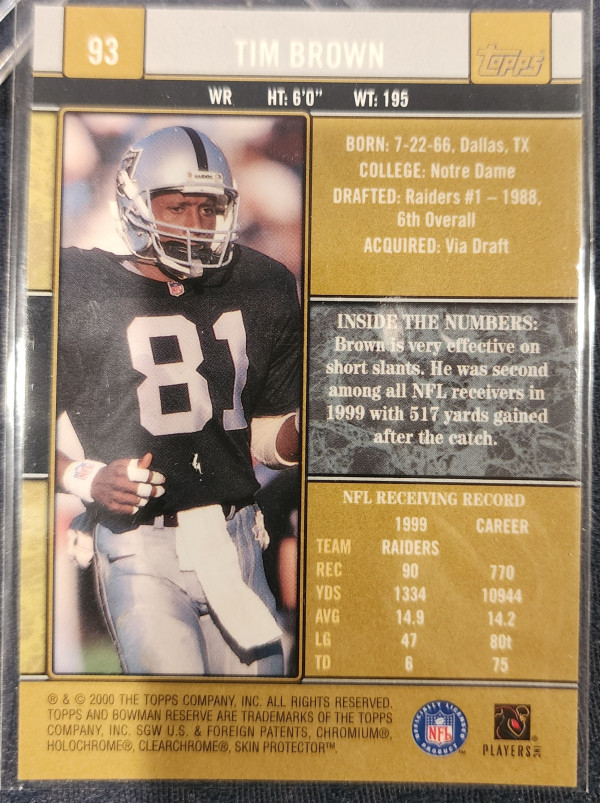 93
TIM BROWN
Topps
WR HT: 6'0" WT: 195
BORN: 7-22-66, Dallas, TX
COLLEGE: Notre Dame
DRAFTED: Raiders #1 – 1988,
6th Overall
ACQUIRED: Via Draft
81
INSIDE THE NUMBERS:
Brown is very effective on
short slants. He was second
among all NFL receivers in
1999 with 517 yards gained
after the catch.
NFL RECEIVING RECORD
1999 CAREER
TEAM RAIDERS
REC 90 770
YDS 1334 10944
AVG 14.9 14.2
LG 47 80t
TD 6 75
® & © 2000 THE TOPPS COMPANY, INC. ALL RIGHTS RESERVED.
TOPPS AND BOWMAN RESERVE ARE TRADEMARKS OF THE TOPPS
COMPANY, INC. SGW U.S. & FOREIGN PATENTS, CHROMIUM®,
HOLOCHROME®, CLEARCHROME®, SKIN PROTECTOR™.
OFFICIALLY LICENSED
NFL
PRODUCT
PLAYERS INC